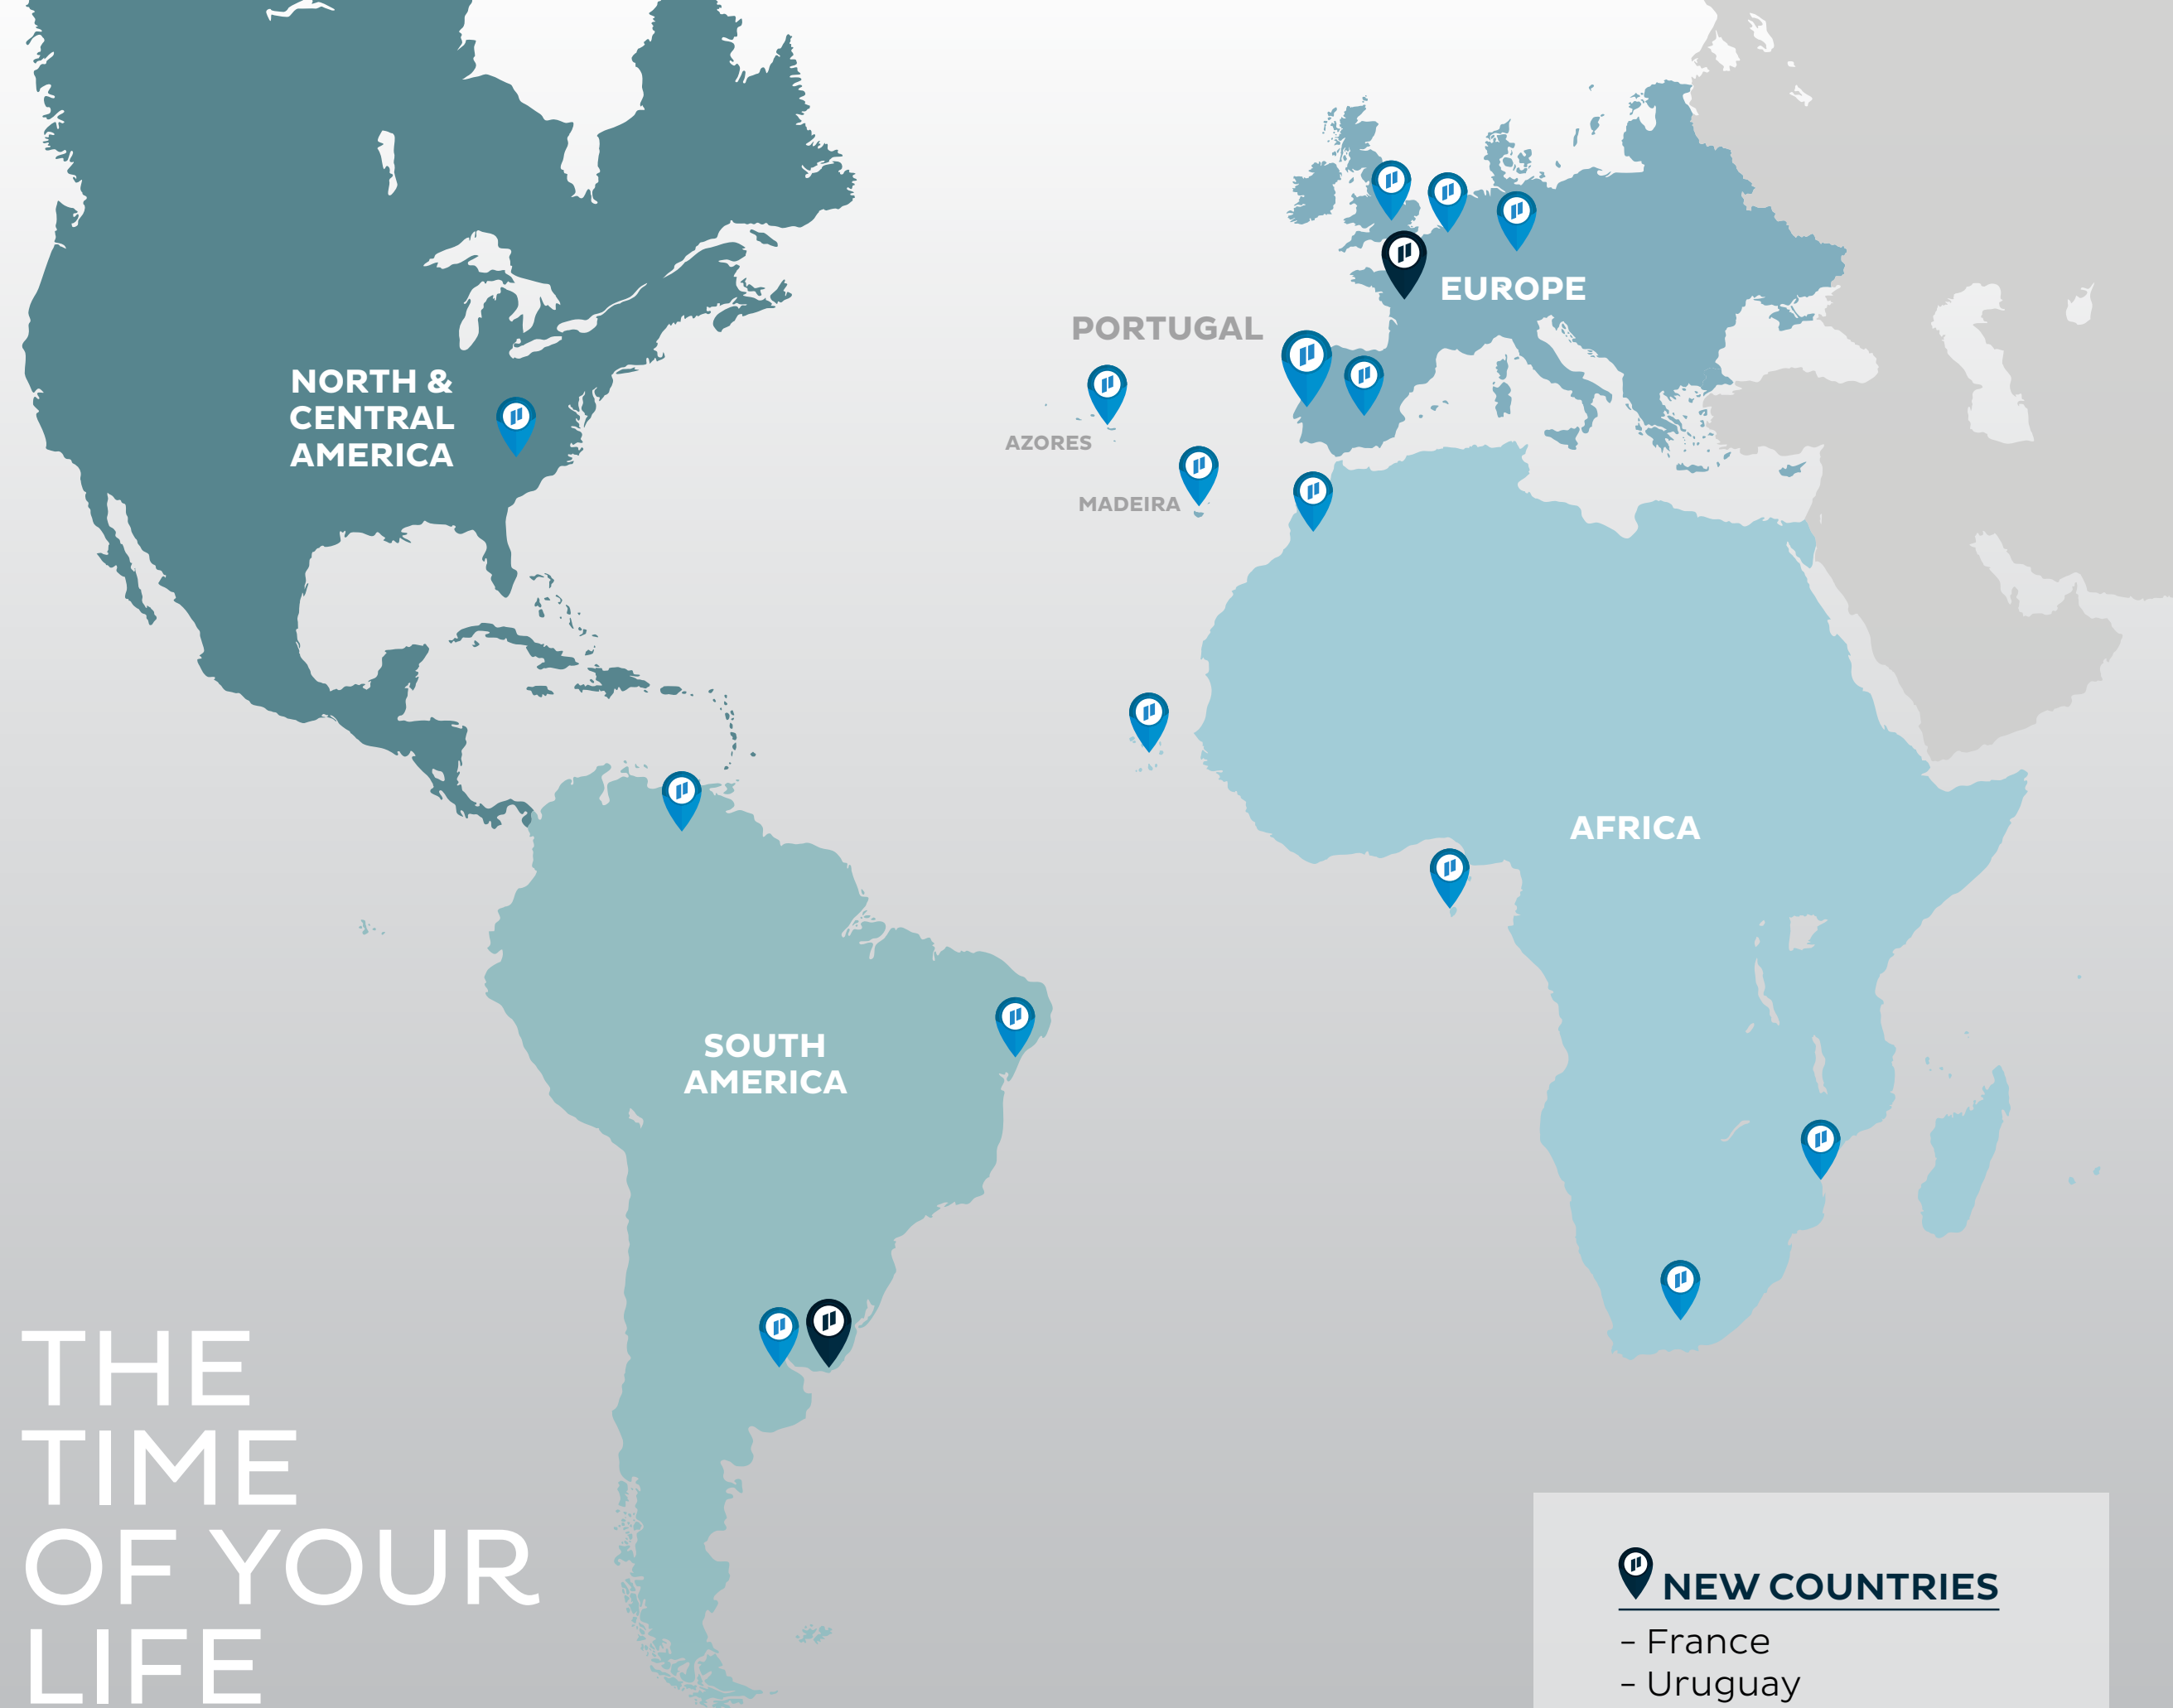 NORTH &
CENTRAL
AMERICA
PORTUGAL
AZORES
MADEIRA
EUROPE
AFRICA
SOUTH
AMERICA
THE
TIME
OF YOUR
LIFE
NEW COUNTRIES
– France
– Uruguay